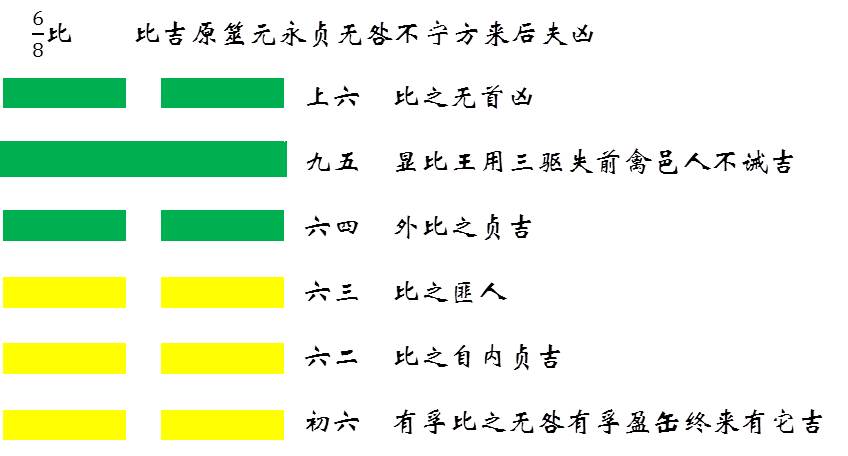 6/8比 比吉原筮元永贞无咎不宁方来后夫凶
上六 比之无首凶
九五 显比王用三驱失前禽邑人不诫吉
六四 外比之贞吉
六三 比之匪人
六二 比之自内贞吉
初六 有孚比之无咎有孚盈缶终来有它吉